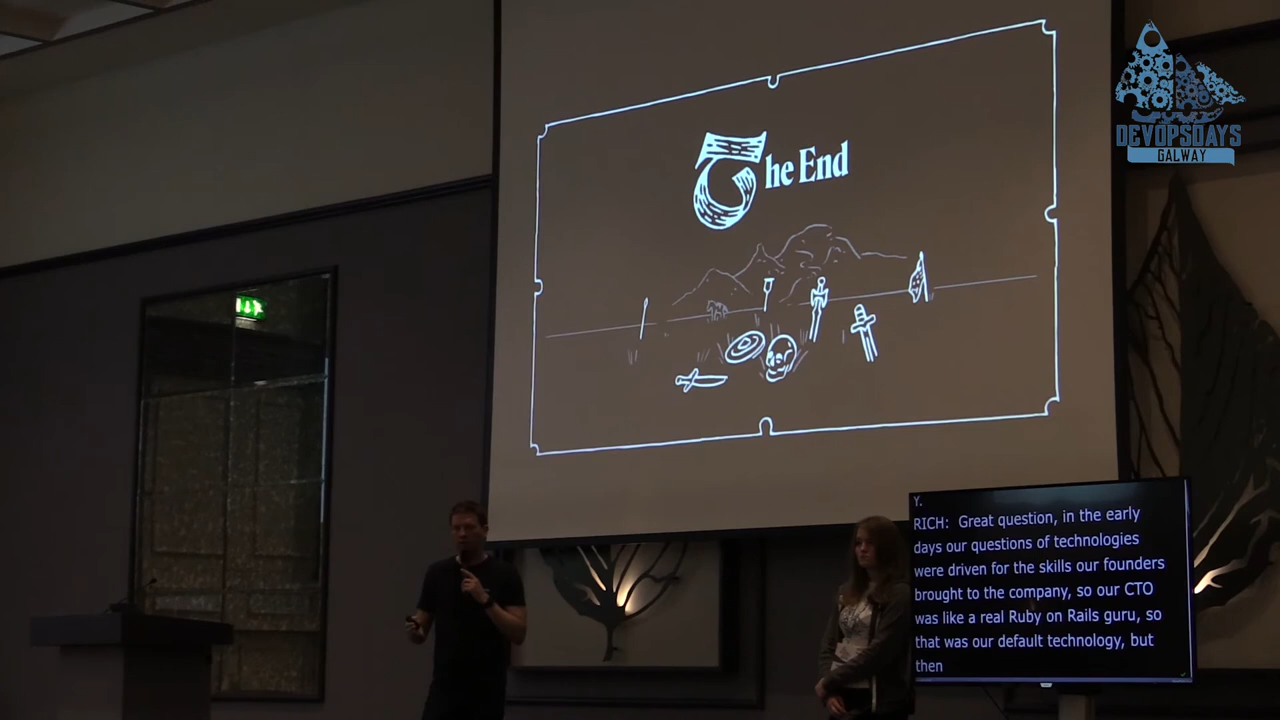 The End
DEVOPSDAYS
GALWAY
Y.
RICH: Great question, in the early
days our questions of technologies
were driven for the skills our founders
brought to the company, so our CTO
was like a real Ruby on Rails guru, so
that was our default technology, but
then